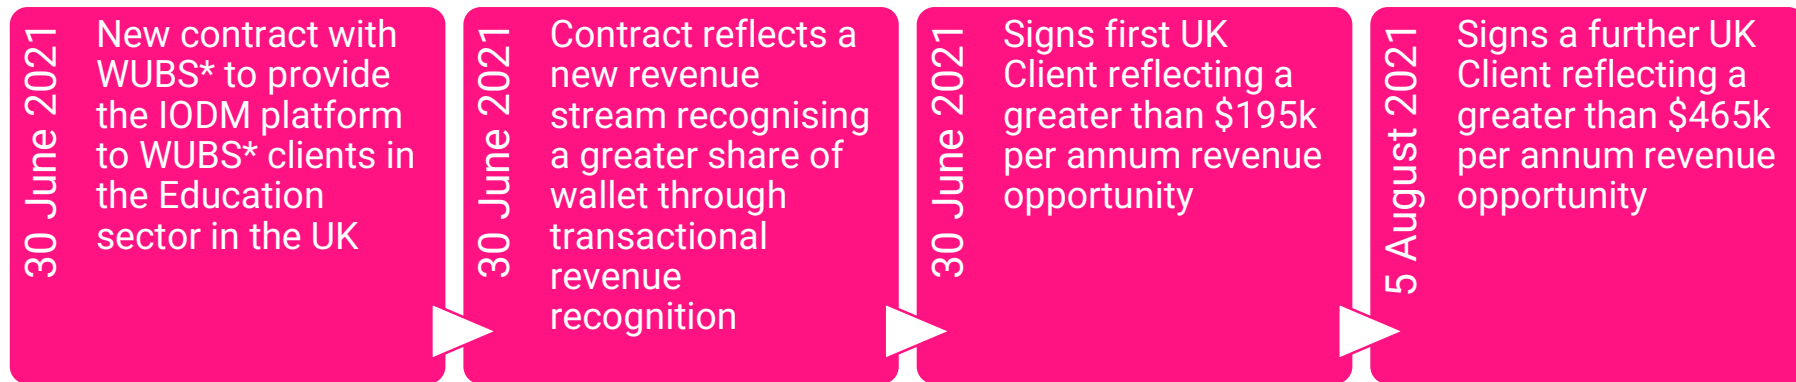 30 June 2021
New contract with
WUBS* to provide
the IODM platform
to WUBS* clients in
the Education
sector in the UK
30 June 2021
Contract reflects a
new revenue
stream recognising
a greater share of
wallet through
transactional
revenue
recognition
30 June 2021
Signs first UK
Client reflecting a
greater than $195k
per annum revenue
opportunity
5 August 2021
Signs a further UK
Client reflecting a
greater than $465k
per annum revenue
opportunity